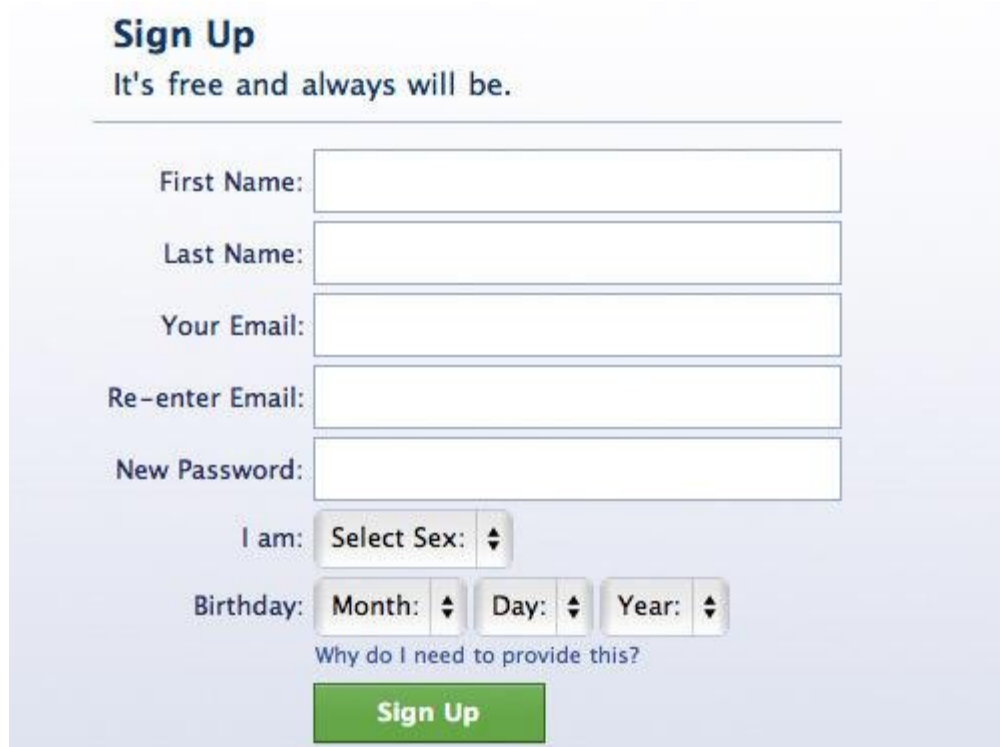 Sign Up
It's free and always will be.
First Name:
Last Name:
Your Email:
Re-enter Email:
New Password:
I am: Select Sex:
Birthday: Month: Day: Year:
Why do I need to provide this?
Sign Up